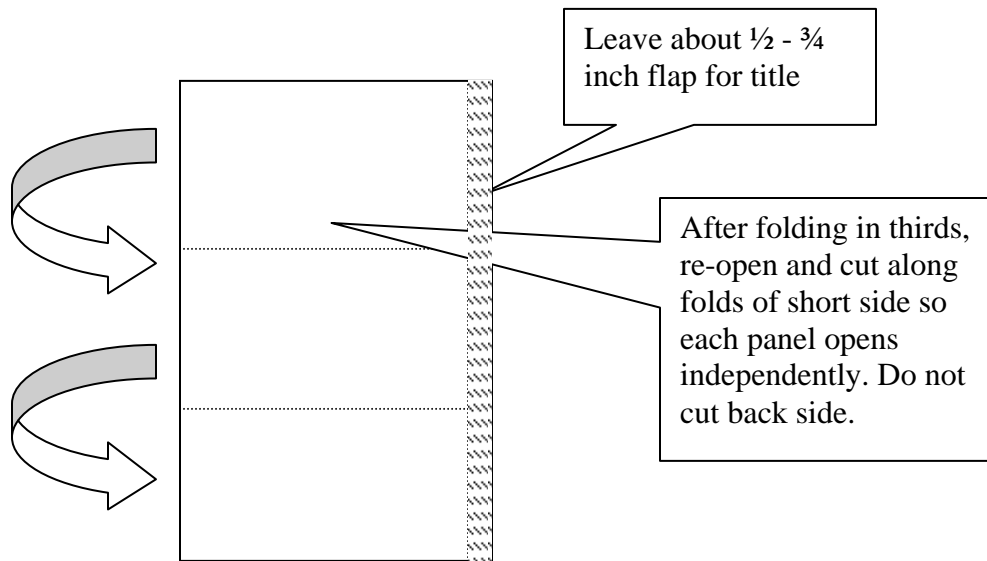 Leave about ½ - ¾
inch flap for title
After folding in thirds,
re-open and cut along
folds of short side so
each panel opens
independently. Do not
cut back side.